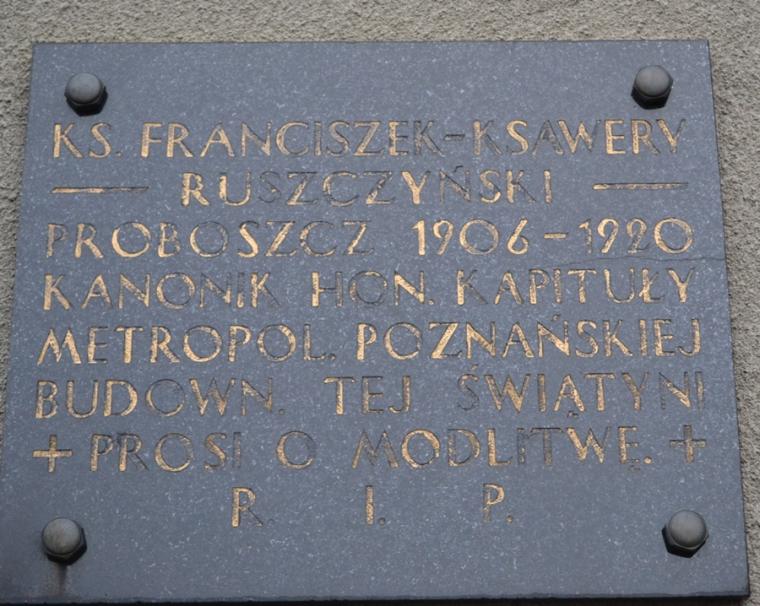 KS. FRANCISZEK-KSAWERY
— RUSZCZYŃSKI —
PROBOSZCZ 1906-1920
KANONIK HON. KAPITUŁY
METROPOL. POZNAŃSKIEJ
BUDOWN. TEJ ŚWIĄTYNI
+ PROSI O MODLITWĘ. +
R. I. P.